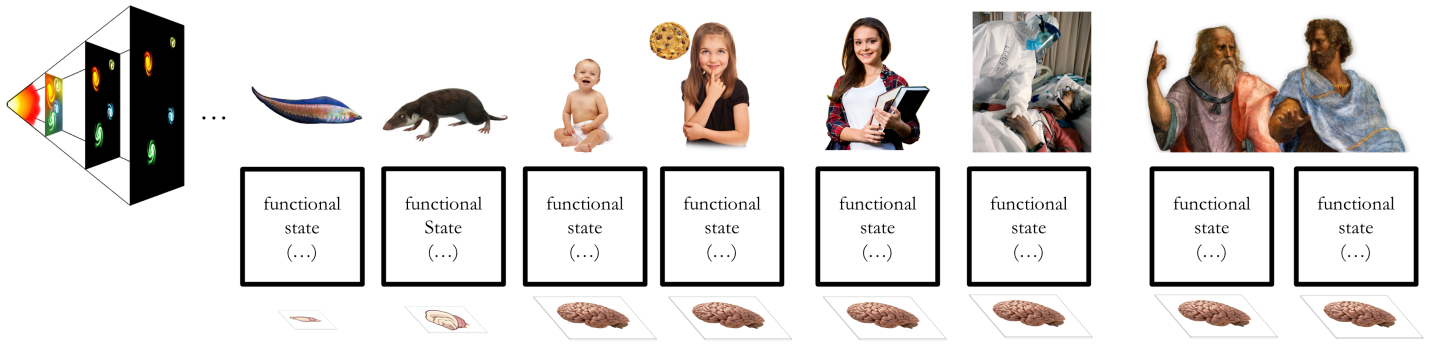 ...
functional
state
(…)
functional
State
(…)
functional
state
(…)
functional
state
(…)
functional
state
(…)
functional
state
(…)
functional
state
(…)
functional
state
(…)